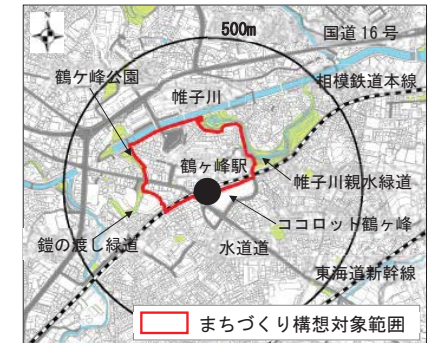 500m
国道16号
鶴ケ峰公園
帷子川
相模鉄道本線
鶴ヶ峰駅
帷子川親水緑道
ココロット鶴ヶ峰
鎧の渡し緑道
水道道
東海道新幹線
まちづくり構想対象範囲